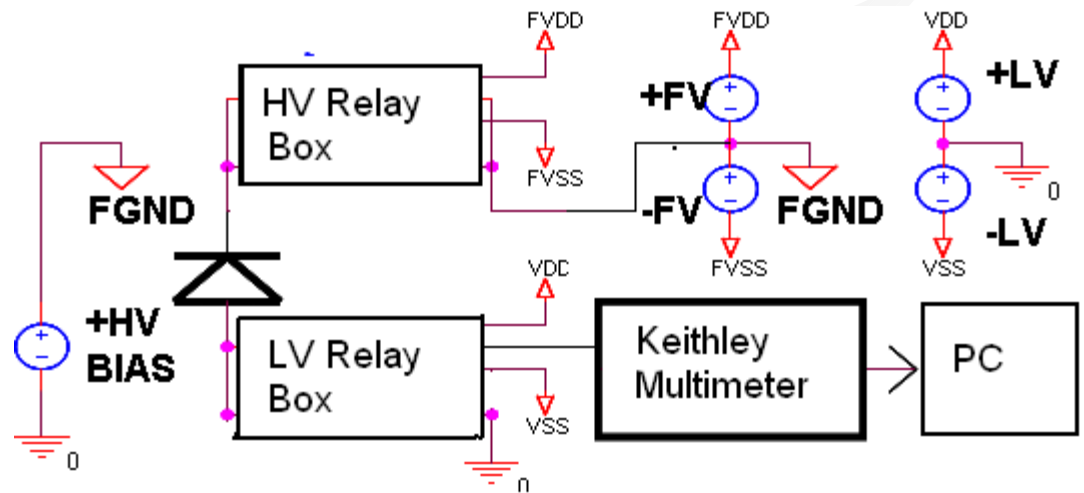 FVDD
FVDD
VDD
HV Relay
Box
+FV
+LV
FGND
FVSS
-FV
FGND
0
-LV
FVSS
VSS
VDD
+HV
BIAS
LV Relay
Box
Keithley
Multimeter
PC
VSS
0
0